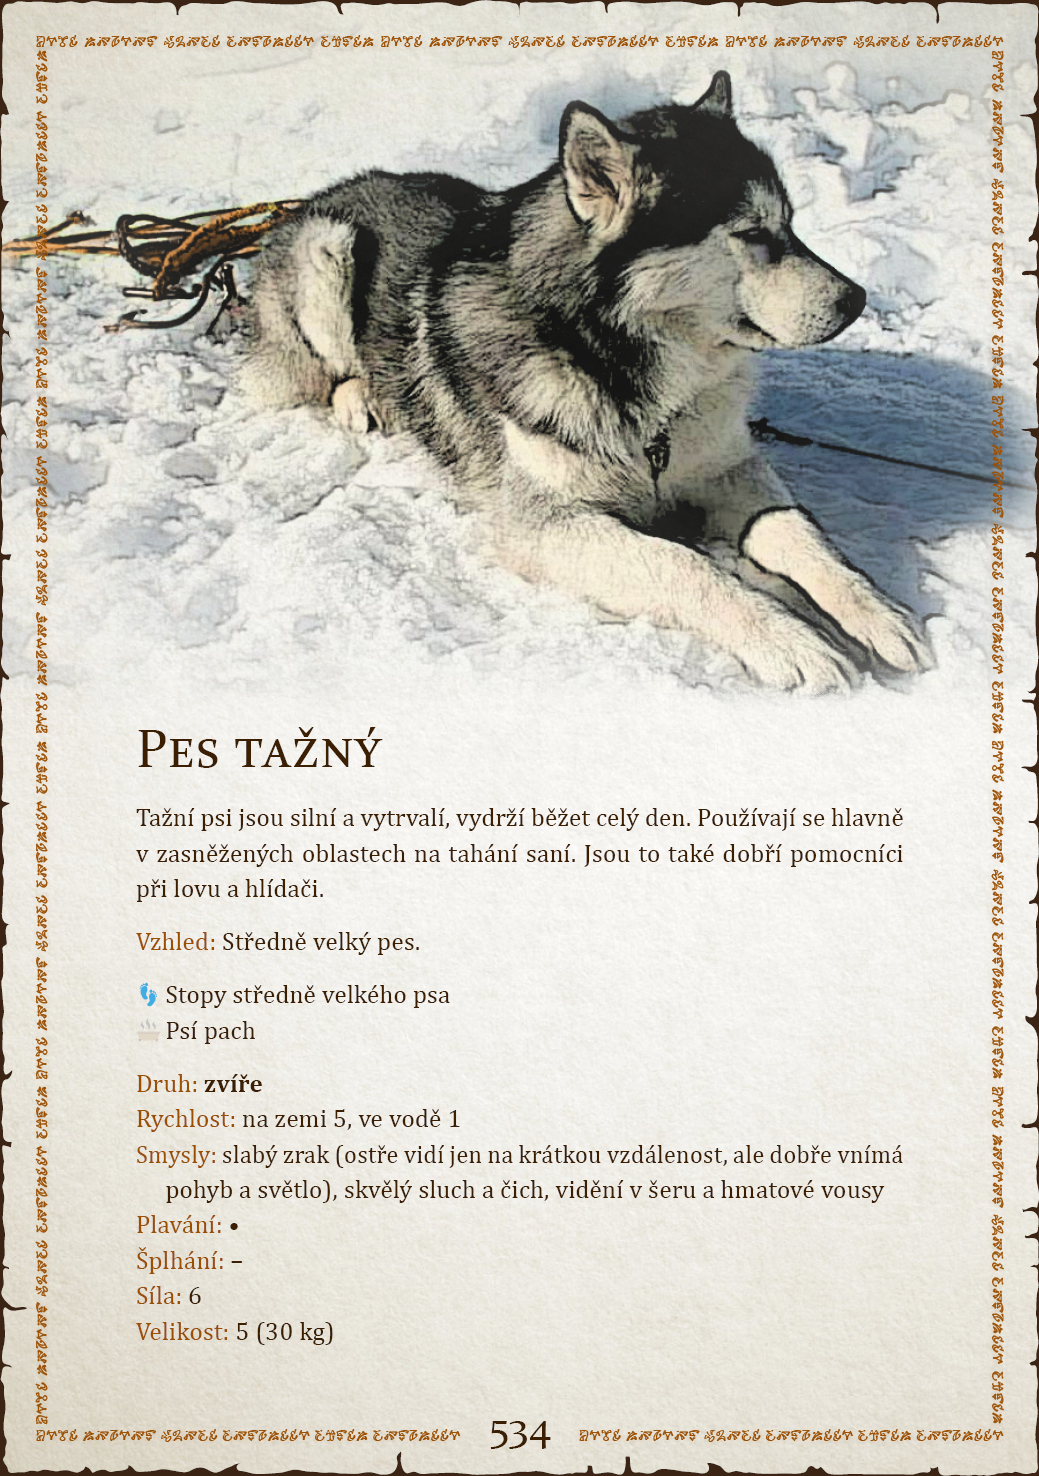 Pes tažný
Tažní psi jsou silní a vytrvalí, vydrží běžet celý den. Používají se hlavně
v zasněžených oblastech na tahání saní. Jsou to také dobří pomocníci
při lovu a hlídači.
Vzhled: Středně velký pes.
Stopy středně velkého psa
Psí pach
Druh: zvíře
Rychlost: na zemi 5, ve vodě 1
Smysly: slabý zrak (ostře vidí jen na krátkou vzdálenost, ale dobře vnímá
pohyb a světlo), skvělý sluch a čich, vidění v šeru a hmatové vousy
Plavání: •
Šplhání: –
Síla: 6
Velikost: 5 (30 kg)
534